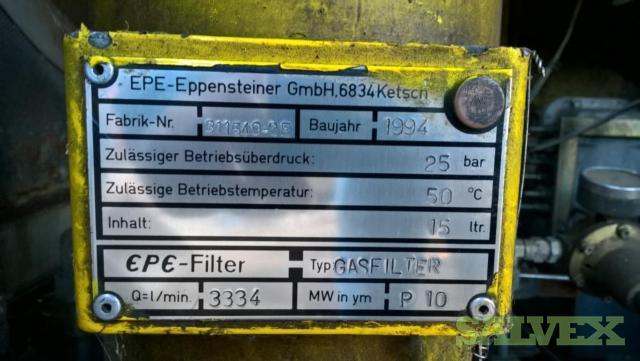 EPE-Eppensteiner GmbH,6834Ketsch
Fabrik-Nr. Baujahr 1994
Zulässiger Betriebsüberdruck: 25 bar
Zulässige Betriebstemperatur: 50 °C
Inhalt: 15 ltr.
EPE-Filter Typ: GASFILTER
Q=l/min. 3334 MW in ym P 10
SALVEX